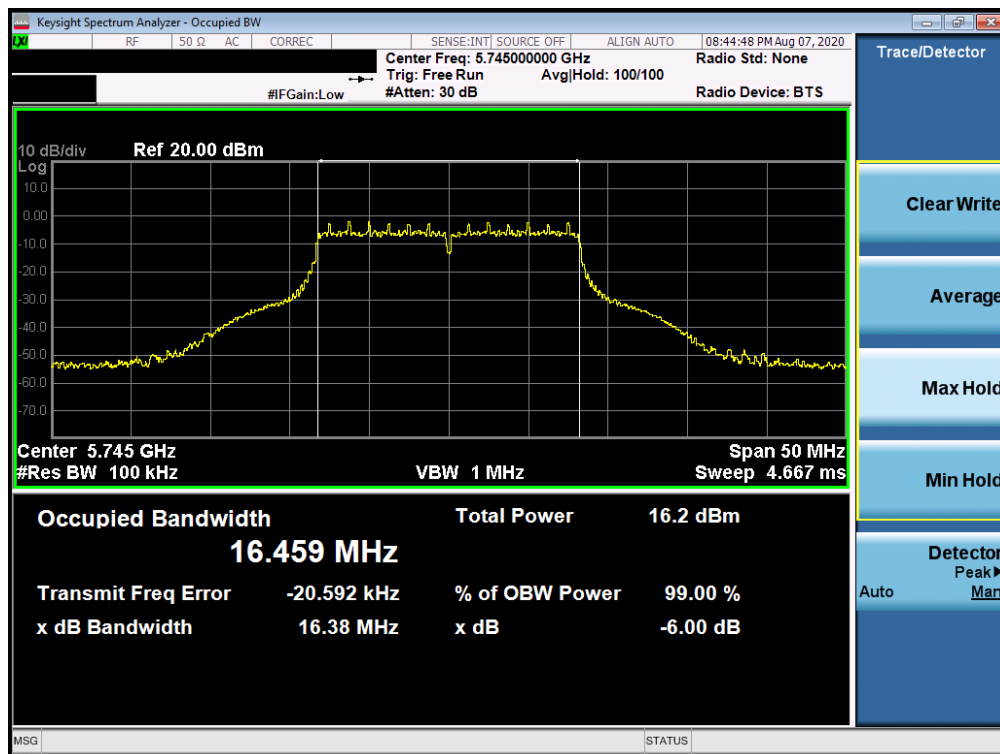 Keysight Spectrum Analyzer - Occupied BW
LXI RF 50 Ω AC CORREC SENSE:INT SOURCE OFF ALIGN AUTO 08:44:48 PM Aug 07, 2020
Center Freq: 5.745000000 GHz Radio Std: None
Trig: Free Run Avg|Hold: 100/100
#IFGain:Low #Atten: 30 dB Radio Device: BTS
Trace/Detector
10 dB/div Ref 20.00 dBm
Log
10.0
0.00
-10.0
-20.0
-30.0
-40.0
-50.0
-60.0
-70.0
Center 5.745 GHz Span 50 MHz
#Res BW 100 kHz VBW 1 MHz Sweep 4.667 ms
Occupied Bandwidth Total Power 16.2 dBm
16.459 MHz
Transmit Freq Error -20.592 kHz % of OBW Power 99.00 %
x dB Bandwidth 16.38 MHz x dB -6.00 dB
Clear Write
Average
Max Hold
Min Hold
Detector
Peak▶
Auto Man
MSG STATUS